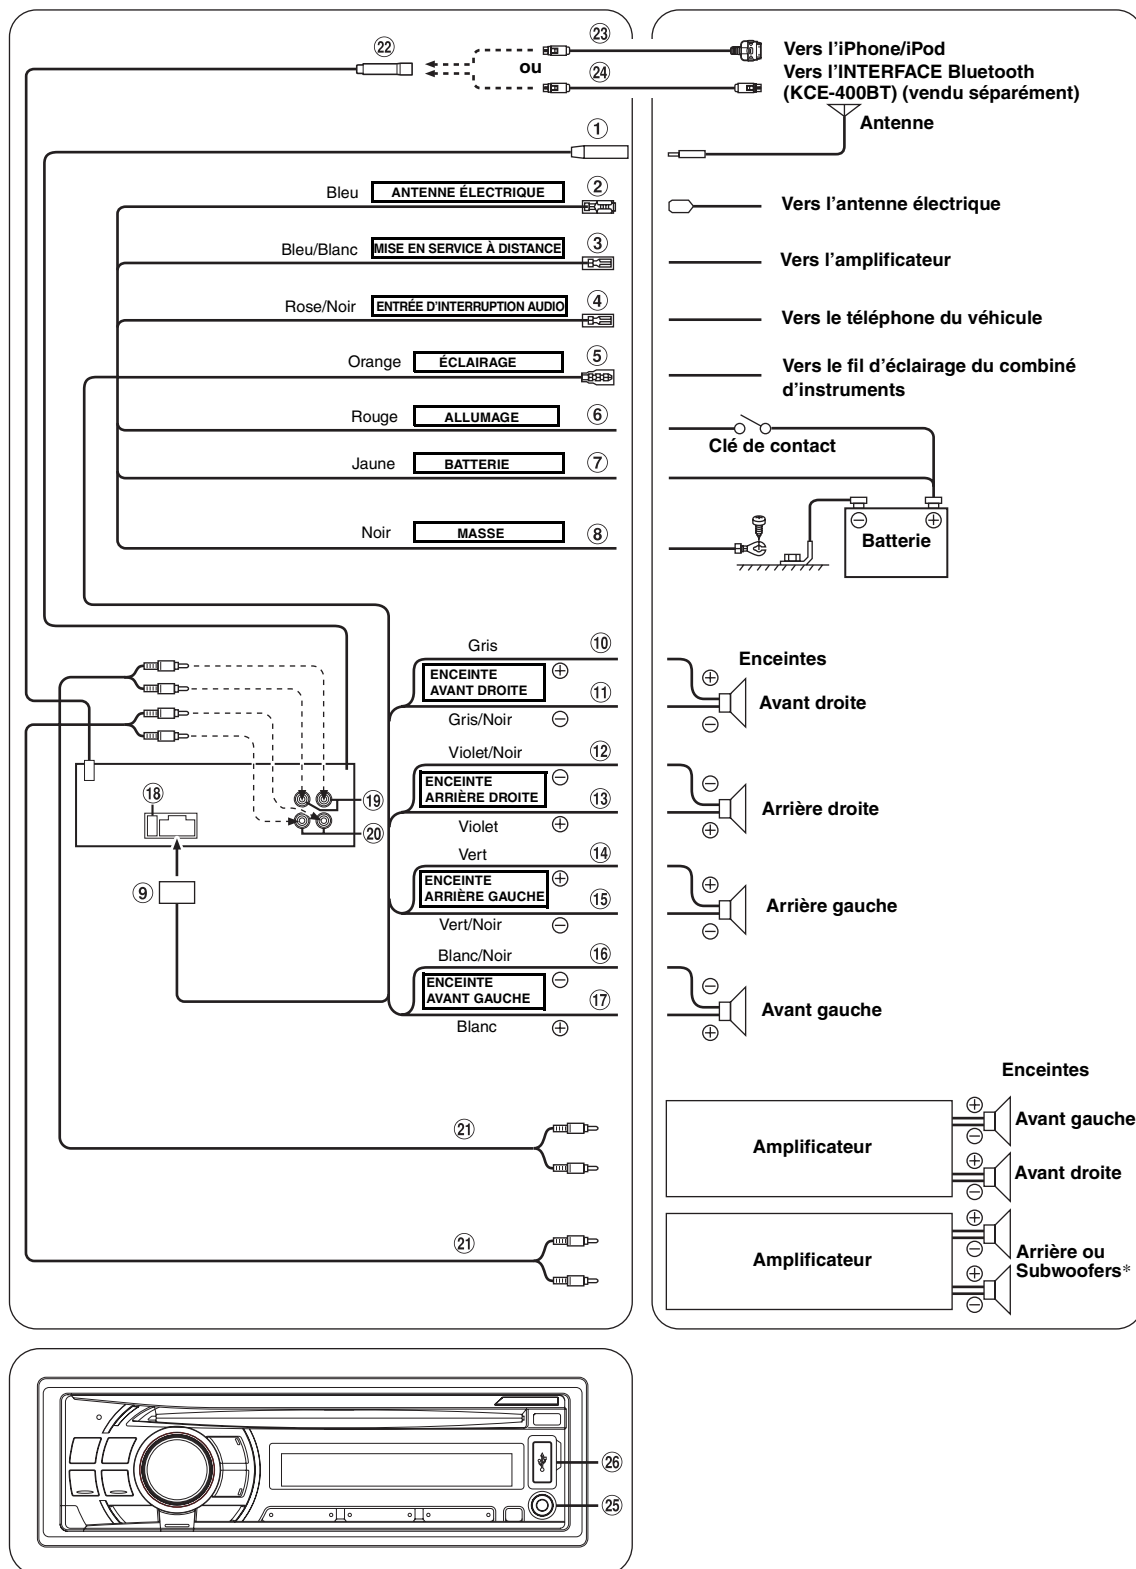 ㉒
㉓
Vers l'iPhone/iPod
ou
㉔
Vers l'INTERFACE Bluetooth
(KCE-400BT) (vendu séparément)
①
Antenne
Bleu
ANTENNE ÉLECTRIQUE
②
Vers l'antenne électrique
Bleu/Blanc
MISE EN SERVICE À DISTANCE
③
Vers l'amplificateur
Rose/Noir
ENTRÉE D'INTERRUPTION AUDIO
④
Vers le téléphone du véhicule
Orange
ÉCLAIRAGE
⑤
Vers le fil d'éclairage du combiné
d'instruments
Rouge
ALLUMAGE
⑥
Clé de contact
Jaune
BATTERIE
⑦
Noir
MASSE
⑧
⊖ ⊕
Batterie
Gris
⑩
ENCEINTE
AVANT DROITE
⊕
⑪
Gris/Noir
⊖
Enceintes
⊕
Avant droite
⊖
Violet/Noir
⑫
ENCEINTE
ARRIÈRE DROITE
⊖
⑬
Violet
⊕
⊖
Arrière droite
⊕
⑱
⑲
⑳
⑨
Vert
⑭
ENCEINTE
ARRIÈRE GAUCHE
⊕
⑮
Vert/Noir
⊖
⊕
Arrière gauche
⊖
Blanc/Noir
⑯
ENCEINTE
AVANT GAUCHE
⊖
⑰
Blanc
⊕
⊖
Avant gauche
⊕
㉑
Enceintes
Amplificateur
⊕
Avant gauche
⊖
⊕
Avant droite
⊖
㉑
Amplificateur
⊕
⊖
Arrière ou
Subwoofers*
⊕
⊖
㉖
㉕